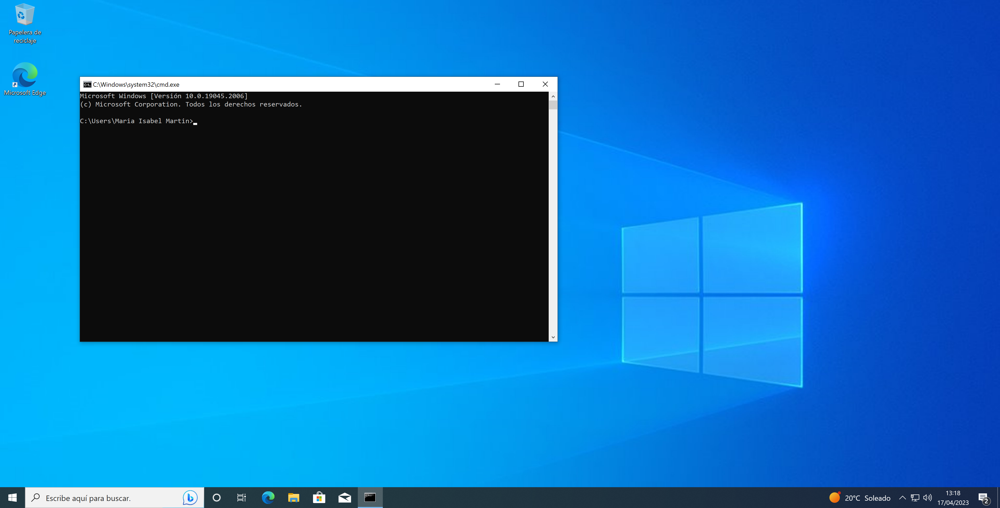 Papelera de
reciclaje
Microsoft Edge
C:\Windows\system32\cmd.exe
Microsoft Windows [Versión 10.0.19045.2006]
(c) Microsoft Corporation. Todos los derechos reservados.
C:\Users\Maria Isabel Martin>
Escribe aquí para buscar.
20°C Soleado
13:18
17/04/2023
2